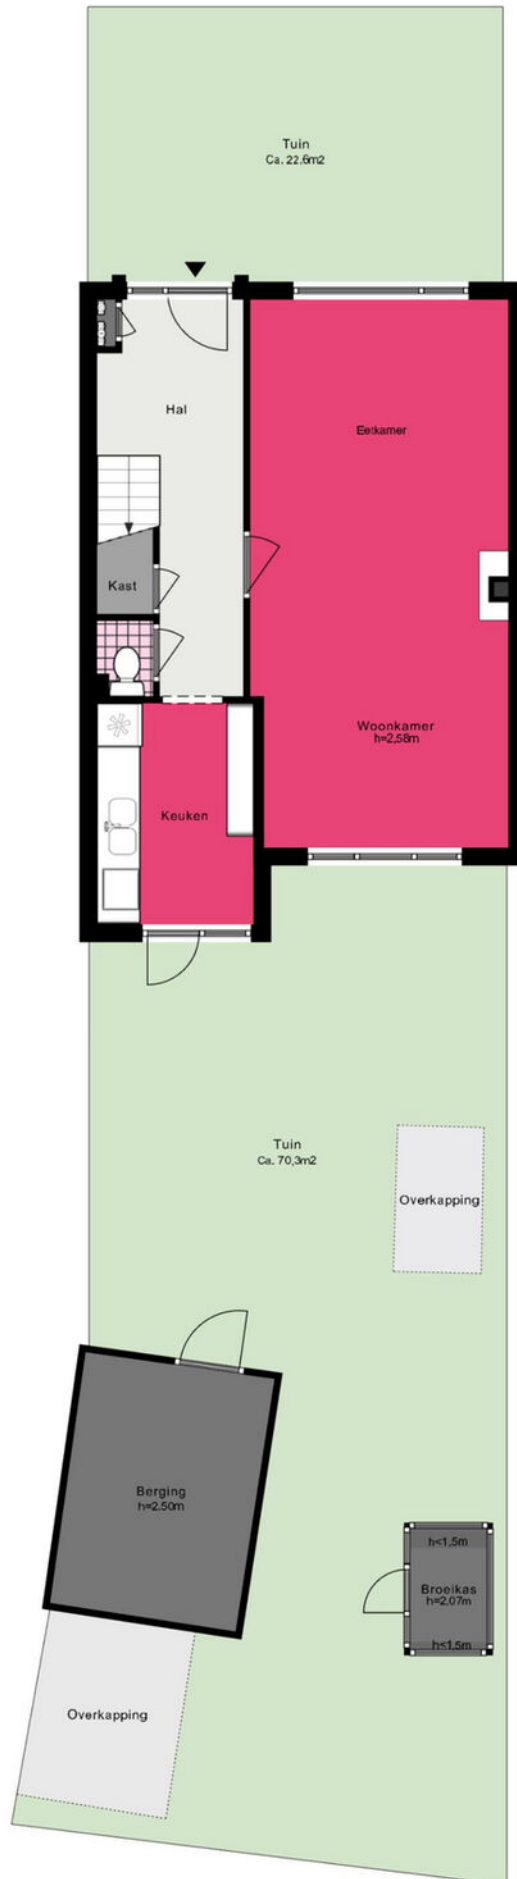 Tuin
Ca. 22,6m2
Hal
Eetkamer
Kast
Woonkamer
h=2,58m
Keuken
Tuin
Ca. 70,3m2
Overkapping
Berging
h=2,50m
h<1,5m
Broeikas
h=2,07m
h<1,5m
Overkapping